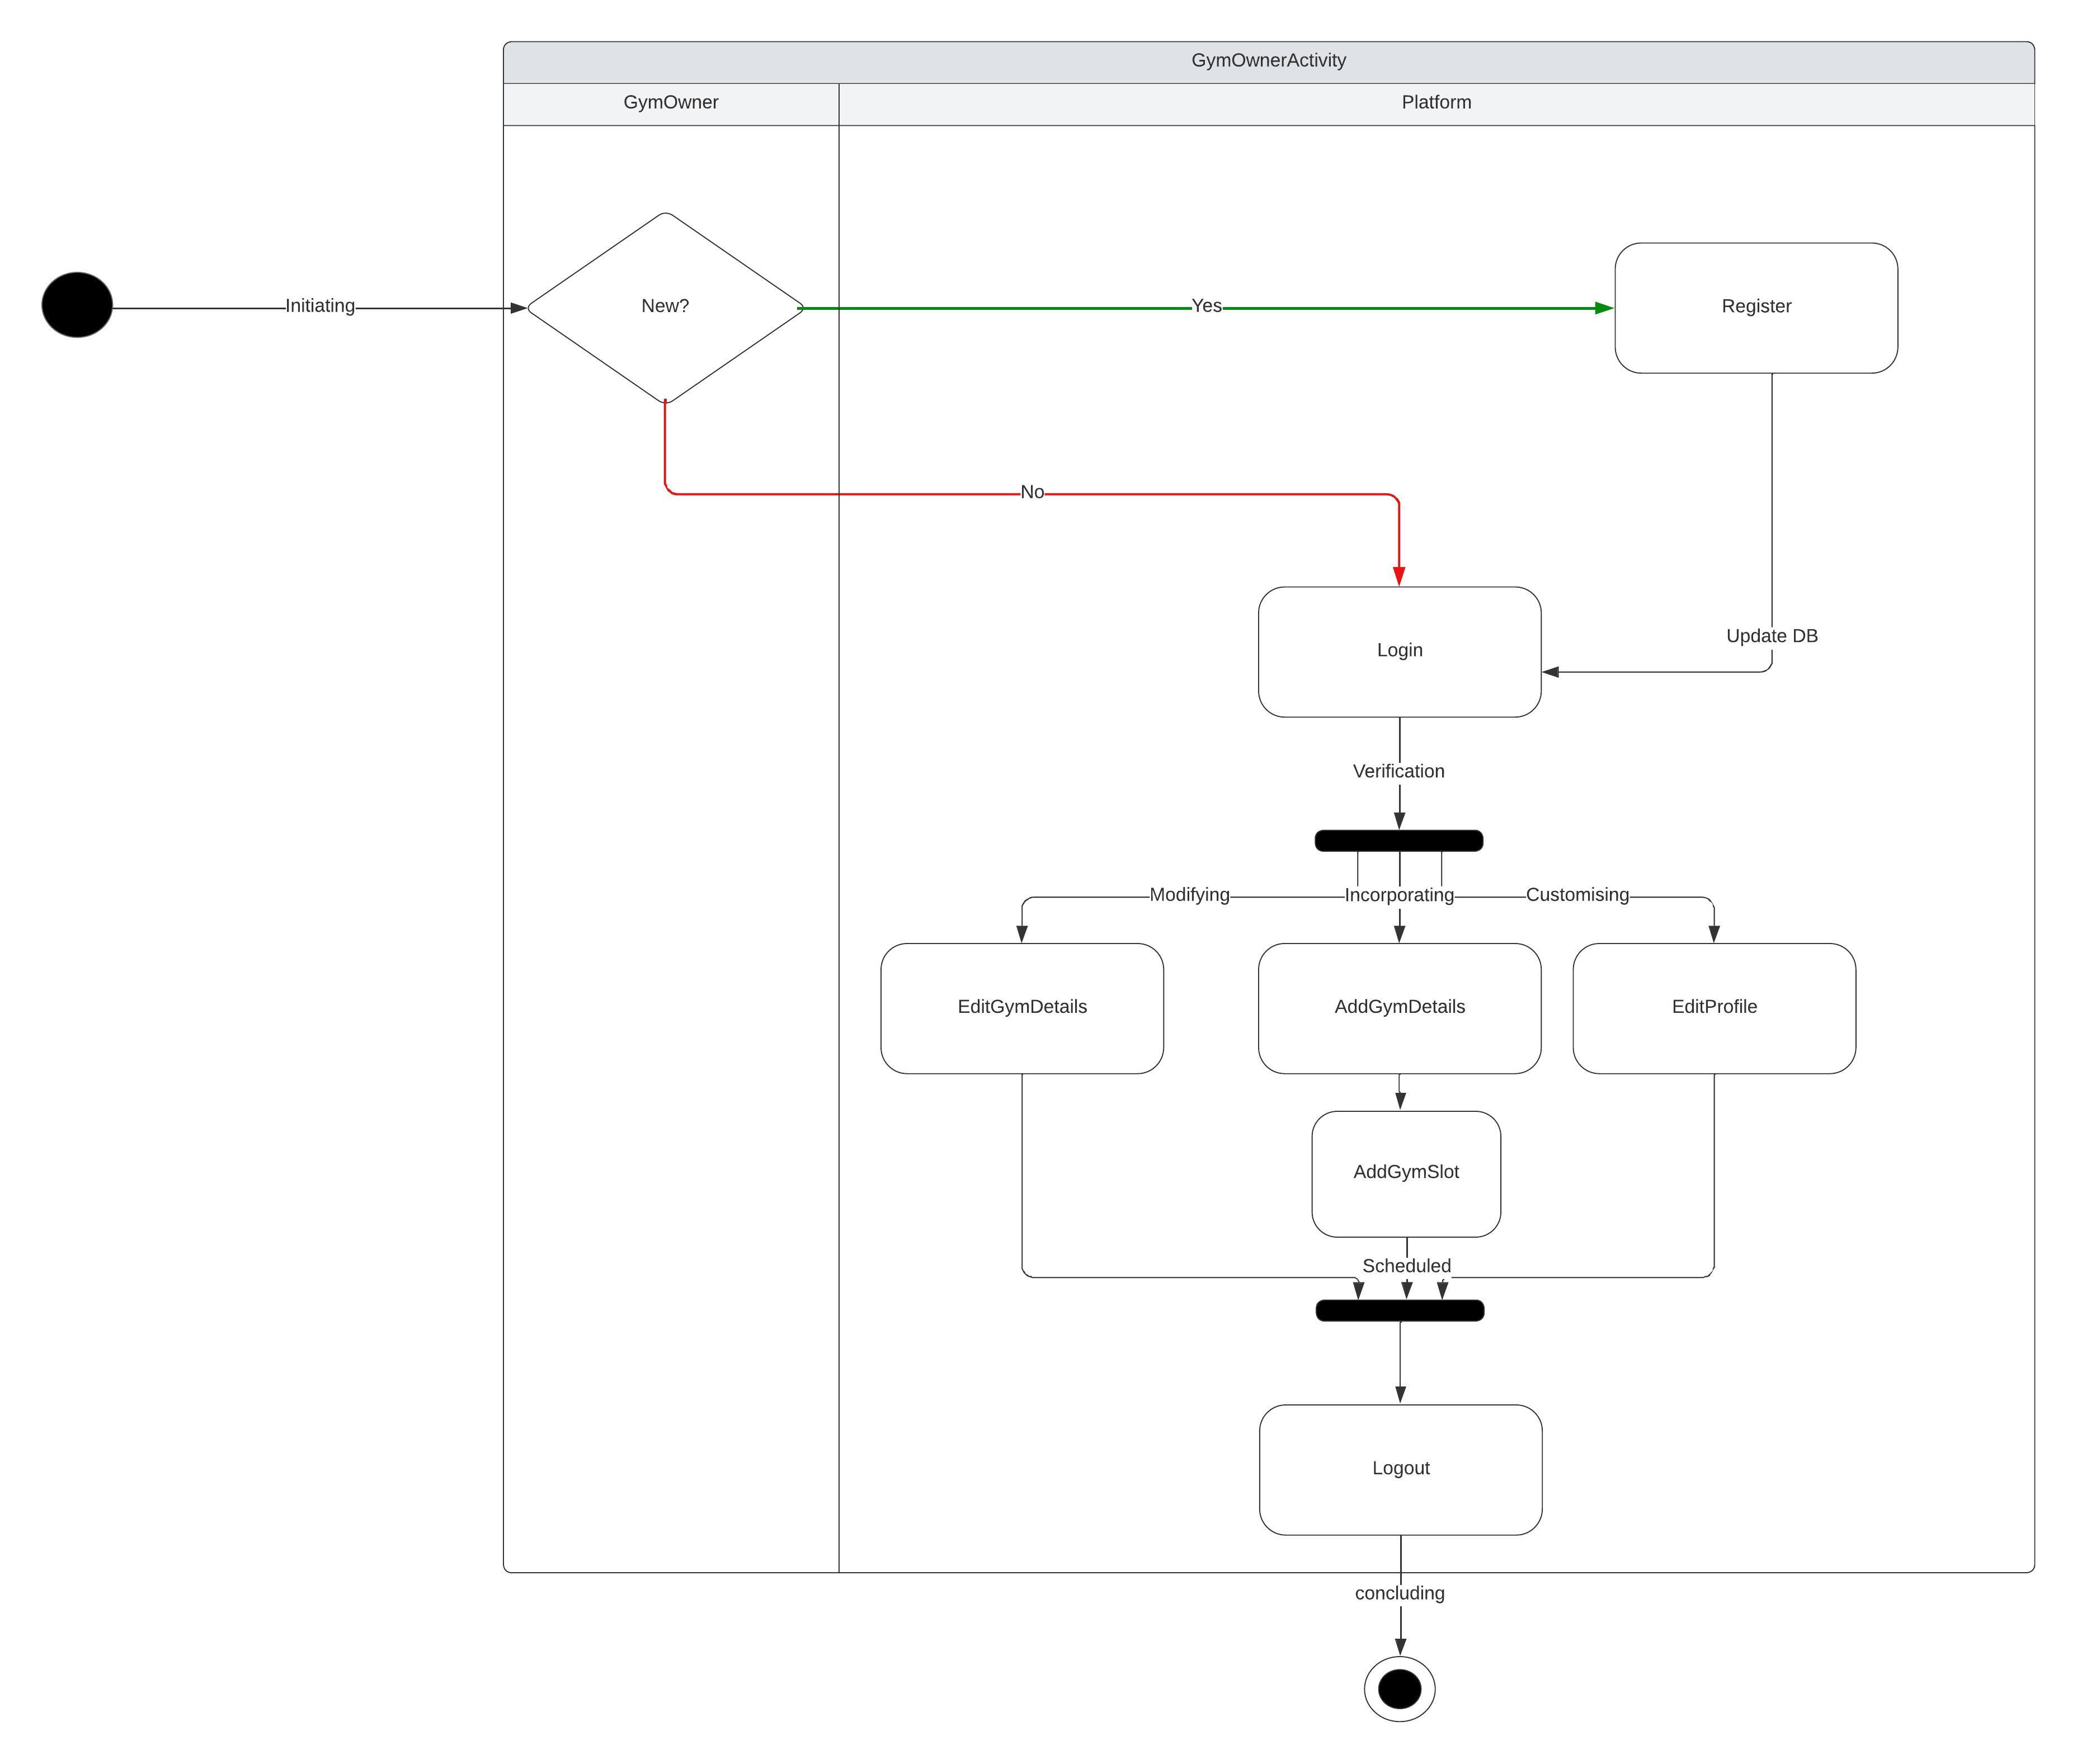 GymOwnerActivity
GymOwner
Platform
Initiating
New?
Yes
Register
No
Update DB
Login
Verification
Modifying
Incorporating
Customising
EditGymDetails
AddGymDetails
EditProfile
AddGymSlot
Scheduled
Logout
concluding